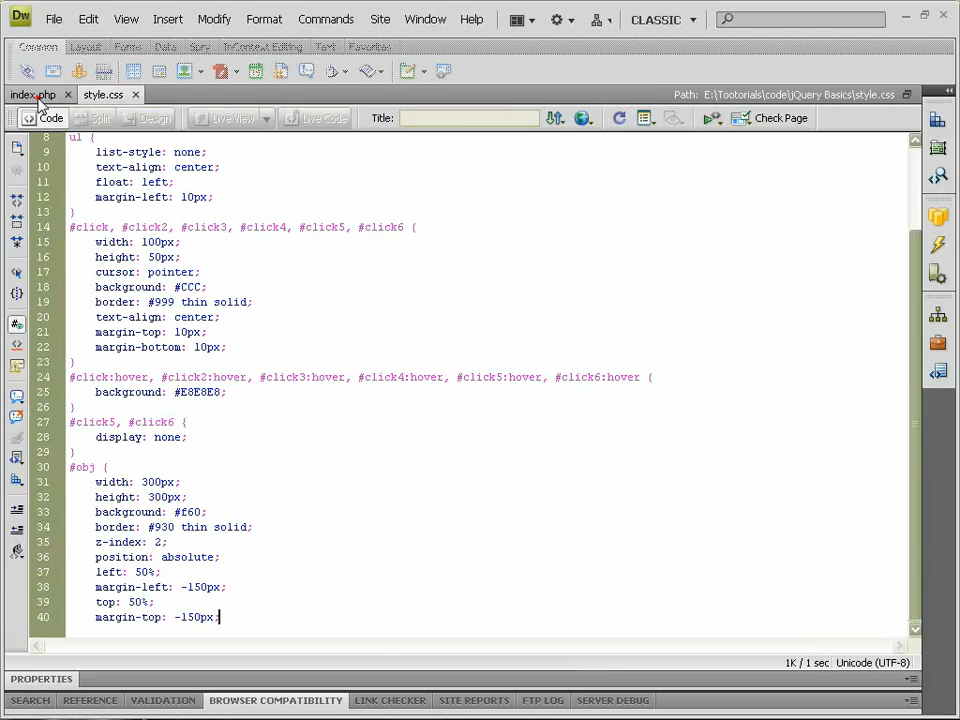 Dw File Edit View Insert Modify Format Commands Site Window Help CLASSIC
Common Layout Forms Data Spry InContext Editing Text Favorites
index.php style.css Path: E:\Tootorials\code\jQuery Basics\style.css
Code Split Design Live View Live Code Title: Check Page
8 ul {
9 list-style: none;
10 text-align: center;
11 float: left;
12 margin-left: 10px;
13 }
14 #click, #click2, #click3, #click4, #click5, #click6 {
15 width: 100px;
16 height: 50px;
17 cursor: pointer;
18 background: #CCC;
19 border: #999 thin solid;
20 text-align: center;
21 margin-top: 10px;
22 margin-bottom: 10px;
23 }
24 #click:hover, #click2:hover, #click3:hover, #click4:hover, #click5:hover, #click6:hover {
25 background: #E8E8E8;
26 }
27 #click5, #click6 {
28 display: none;
29 }
30 #obj {
31 width: 300px;
32 height: 300px;
33 background: #f60;
34 border: #930 thin solid;
35 z-index: 2;
36 position: absolute;
37 left: 50%;
38 margin-left: -150px;
39 top: 50%;
40 margin-top: -150px;
1K / 1 sec Unicode (UTF-8)
PROPERTIES
SEARCH REFERENCE VALIDATION BROWSER COMPATIBILITY LINK CHECKER SITE REPORTS FTP LOG SERVER DEBUG